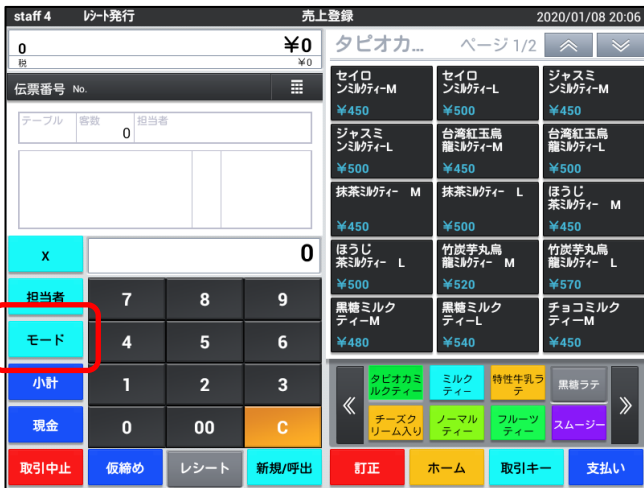 staff 4 ﾚｼｰﾄ発行 売上登録 2020/01/08 20:06
0 ¥0
税 ¥0
伝票番号 No.
テーブル 客数 0 担当者
X 0
担当者 7 8 9
モード 4 5 6
小計 1 2 3
現金 0 00 C
取引中止 仮締め レシート 新規/呼出
タピオカ... ページ 1/2
セイロ
ンﾐﾙｸﾃｨｰM
¥450
セイロ
ンﾐﾙｸﾃｨｰL
¥500
ジャスミ
ンﾐﾙｸﾃｨｰM
¥450
ジャスミ
ンﾐﾙｸﾃｨｰL
¥500
台湾紅玉烏
龍ﾐﾙｸﾃｨｰM
¥450
台湾紅玉烏
龍ﾐﾙｸﾃｨｰL
¥500
抹茶ﾐﾙｸﾃｨｰ M
¥450
抹茶ﾐﾙｸﾃｨｰ L
¥500
ほうじ
茶ﾐﾙｸﾃｨｰ M
¥450
ほうじ
茶ﾐﾙｸﾃｨｰ L
¥500
竹炭芋丸烏
龍ﾐﾙｸﾃｨｰ M
¥520
竹炭芋丸烏
龍ﾐﾙｸﾃｨｰ L
¥570
黒糖ミルク
ティーM
¥480
黒糖ミルク
ティーL
¥540
チョコミルク
ティーM
¥450
タピオカミ
ルクティー
ミルク
ティー
特性牛乳ラ
テ
黒糖ラテ
チーズク
リーム入り
ノーマル
ティー
フルーツ
ティー
スムージー
訂正 ホーム 取引キー 支払い